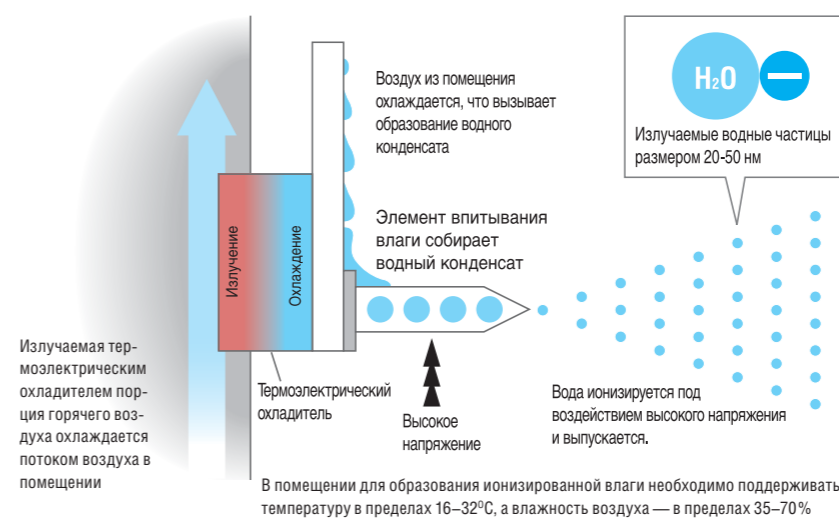 Воздух из помещения
охлаждается, что вызывает
образование водного
конденсата
H₂O
Излучаемые водные частицы
размером 20-50 нм
Элемент впитывания
влаги собирает
водный конденсат
Излучение
Охлаждение
Излучаемая тер-
моэлектрическим
охладителем пор-
ция горячего воз-
духа охлаждается
потоком воздуха в
помещении
Термоэлектрический
охладитель
Высокое
напряжение
Вода ионизируется под
воздействием высокого напряжения
и выпускается.
В помещении для образования ионизированной влаги необходимо поддерживать
температуру в пределах 16–32⁰C, а влажность воздуха — в пределах 35–70%